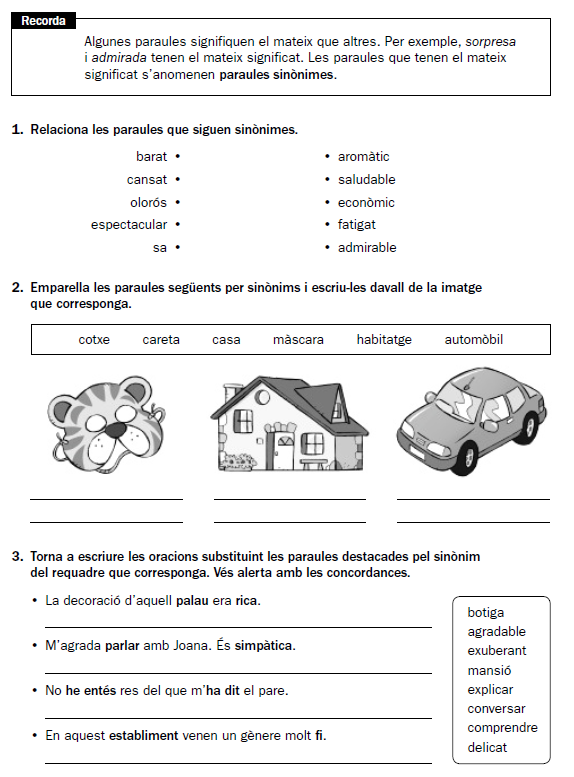 Recorda
Algunes paraules signifiquen el mateix que altres. Per exemple, sorpresa
i admirada tenen el mateix significat. Les paraules que tenen el mateix
significat s'anomenen paraules sinònimes.
1. Relaciona les paraules que siguen sinònimes.
barat • • aromàtic
cansat • • saludable
olorós • • econòmic
espectacular • • fatigat
sa • • admirable
2. Emparella les paraules següents per sinònims i escriu-les davall de la imatge
que corresponga.
cotxe careta casa màscara habitatge automòbil
3. Torna a escriure les oracions substituint les paraules destacades pel sinònim
del requadre que corresponga. Vés alerta amb les concordances.
• La decoració d'aquell palau era rica.
• M'agrada parlar amb Joana. És simpàtica.
• No he entés res del que m'ha dit el pare.
• En aquest establiment venen un gènere molt fi.
botiga
agradable
exuberant
mansió
explicar
conversar
comprendre
delicat